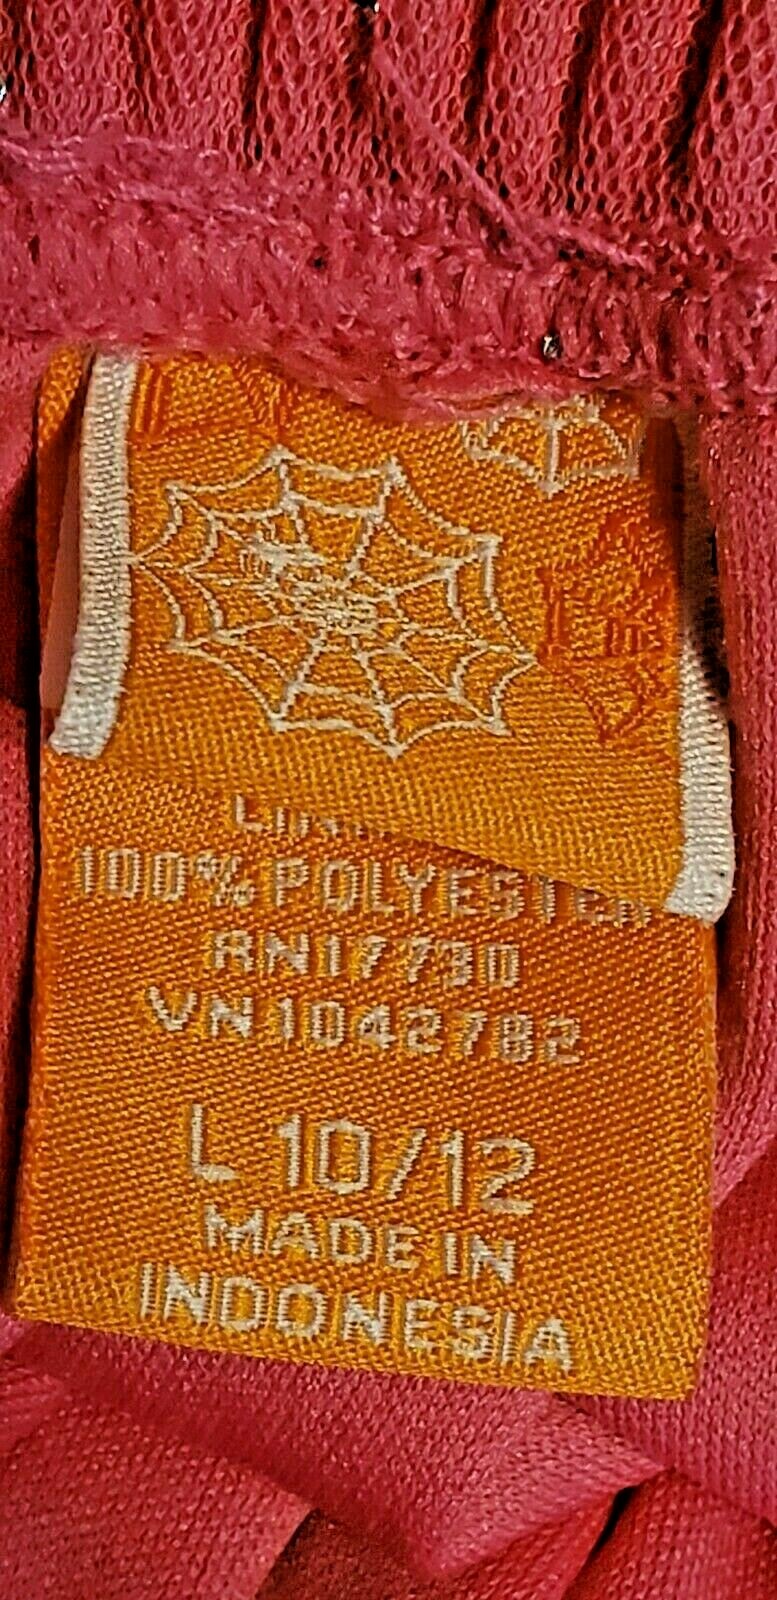 100% POLYESTER
RN17730
VN1042782
L 10/12
MADE IN
INDONESIA